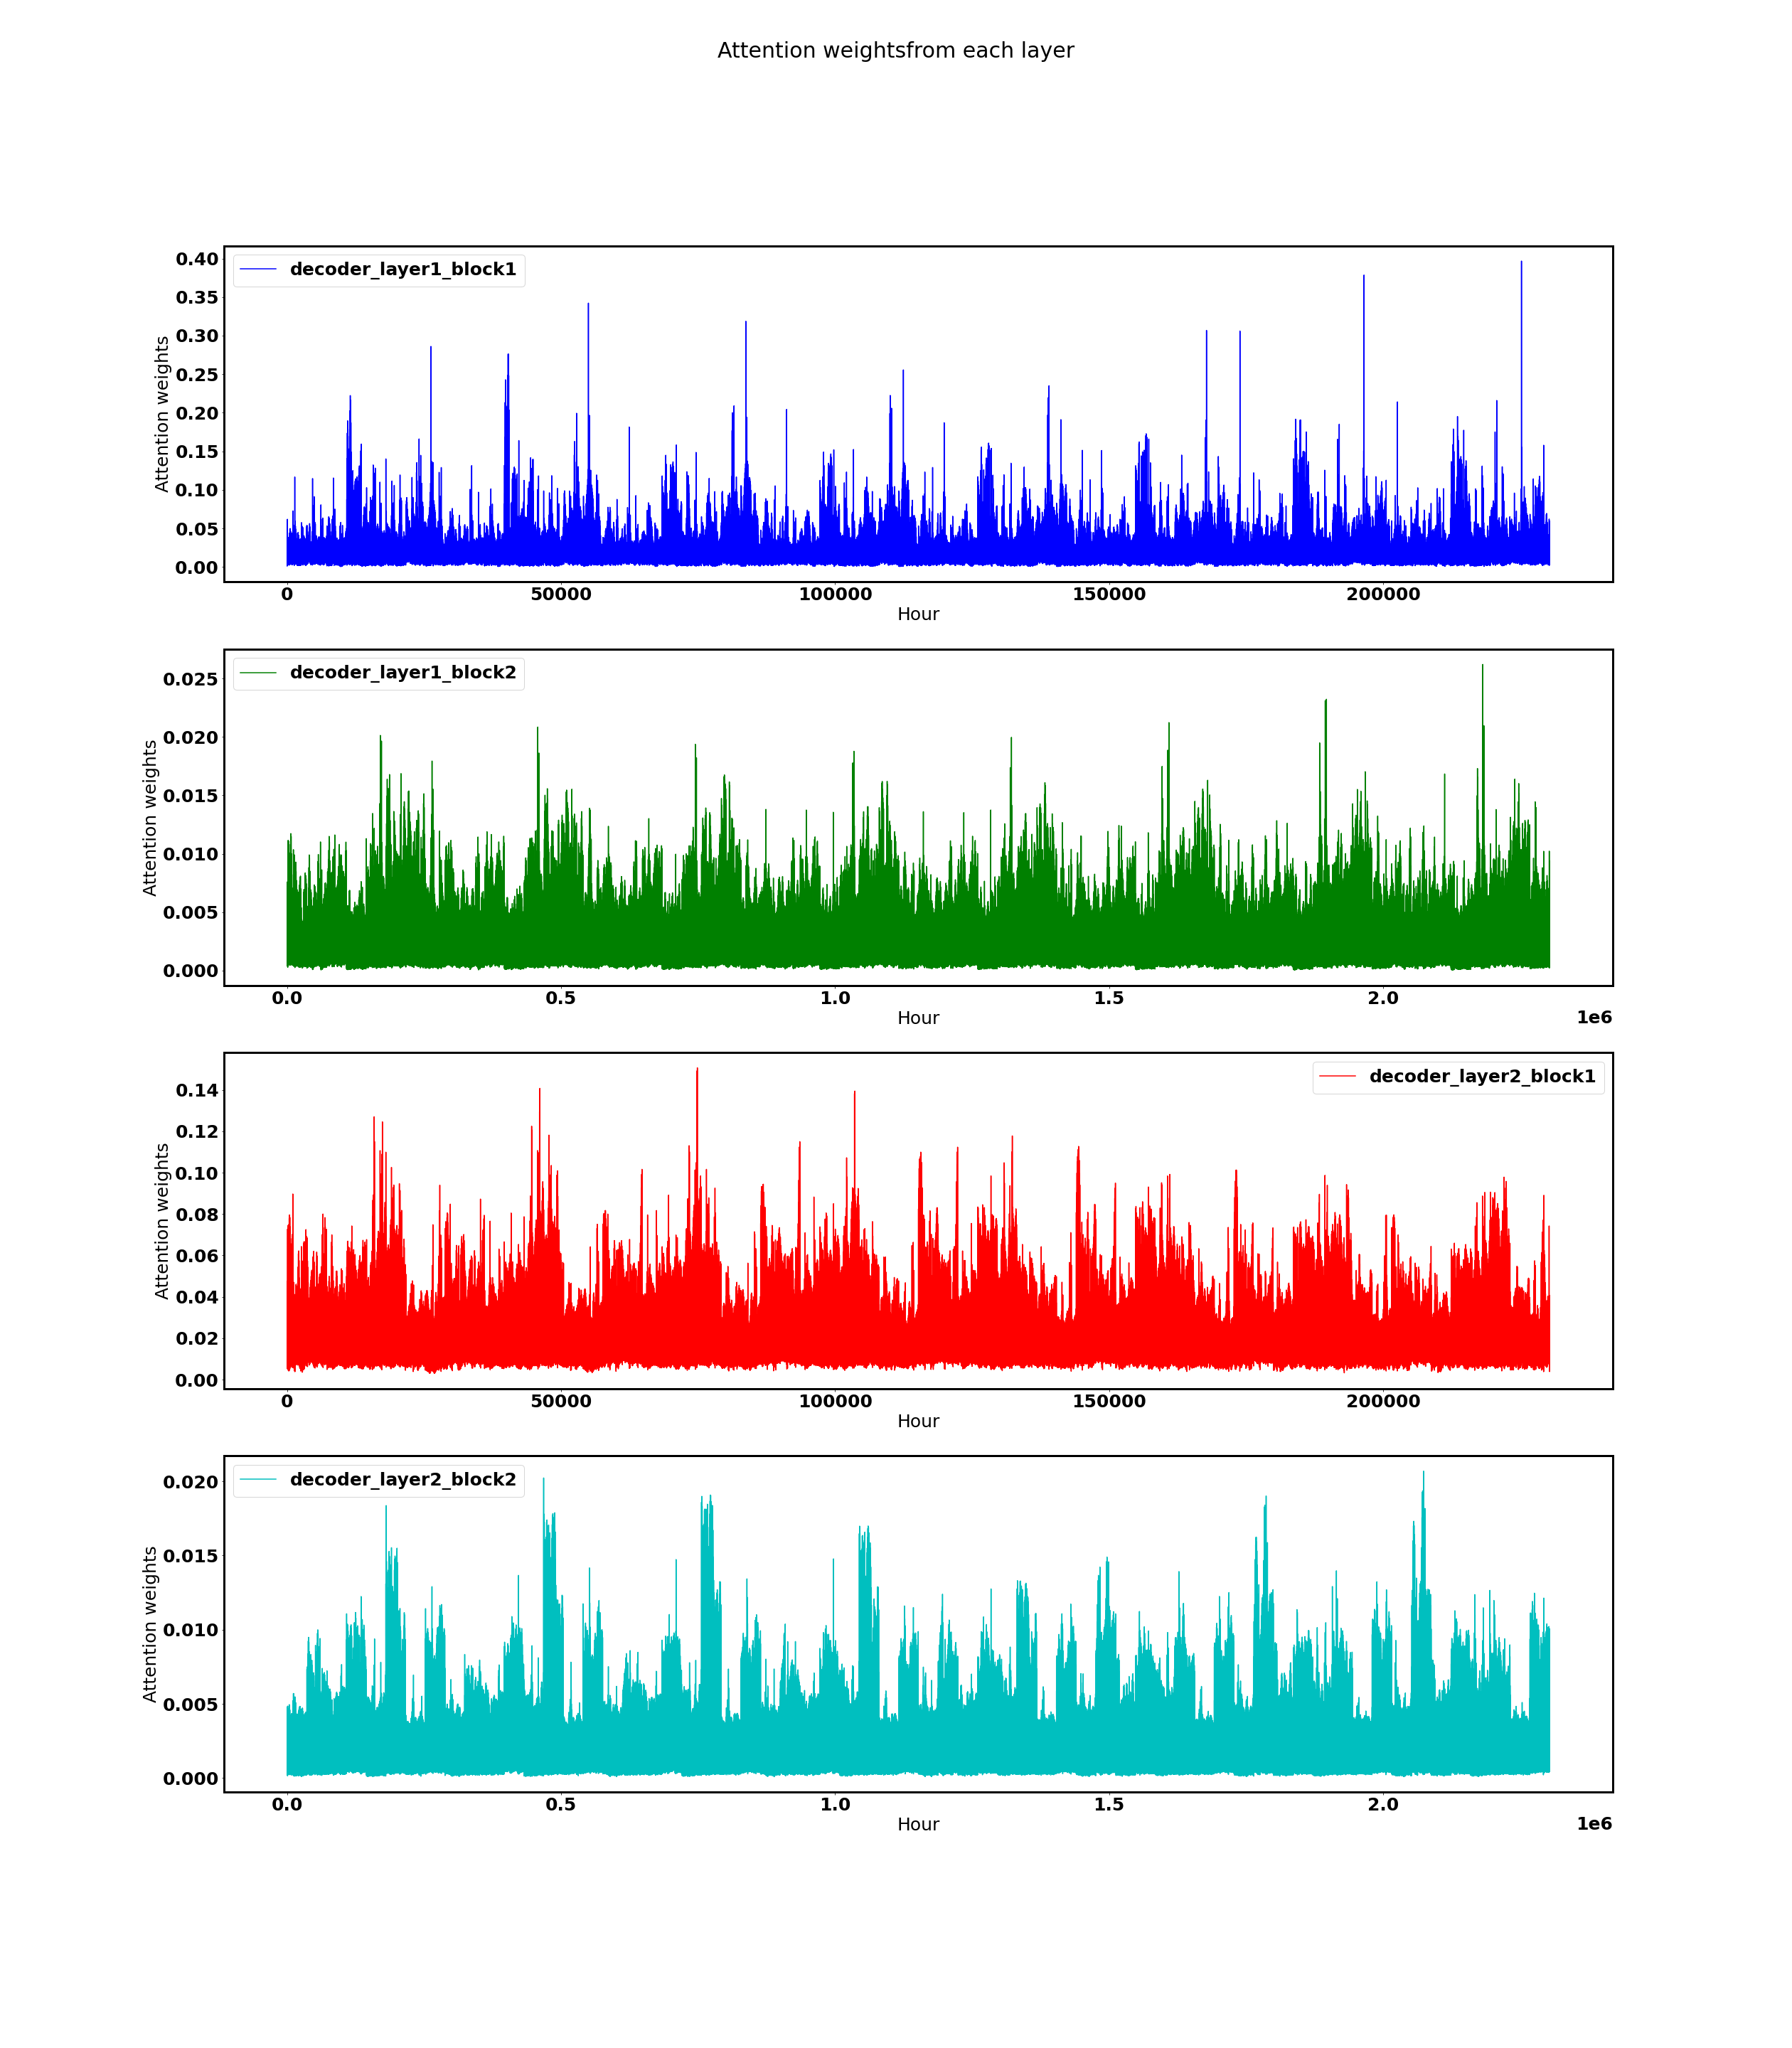 Attention weightsfrom each layer
0.40
0.35
0.30
0.25
0.20
0.15
0.10
0.05
0.00
Attention weights
decoder_layer1_block1
0 50000 100000 150000 200000
Hour
0.025
0.020
0.015
0.010
0.005
0.000
Attention weights
decoder_layer1_block2
0.0 0.5 1.0 1.5 2.0
Hour
1e6
0.14
0.12
0.10
0.08
0.06
0.04
0.02
0.00
Attention weights
decoder_layer2_block1
0 50000 100000 150000 200000
Hour
0.020
0.015
0.010
0.005
0.000
Attention weights
decoder_layer2_block2
0.0 0.5 1.0 1.5 2.0
Hour
1e6